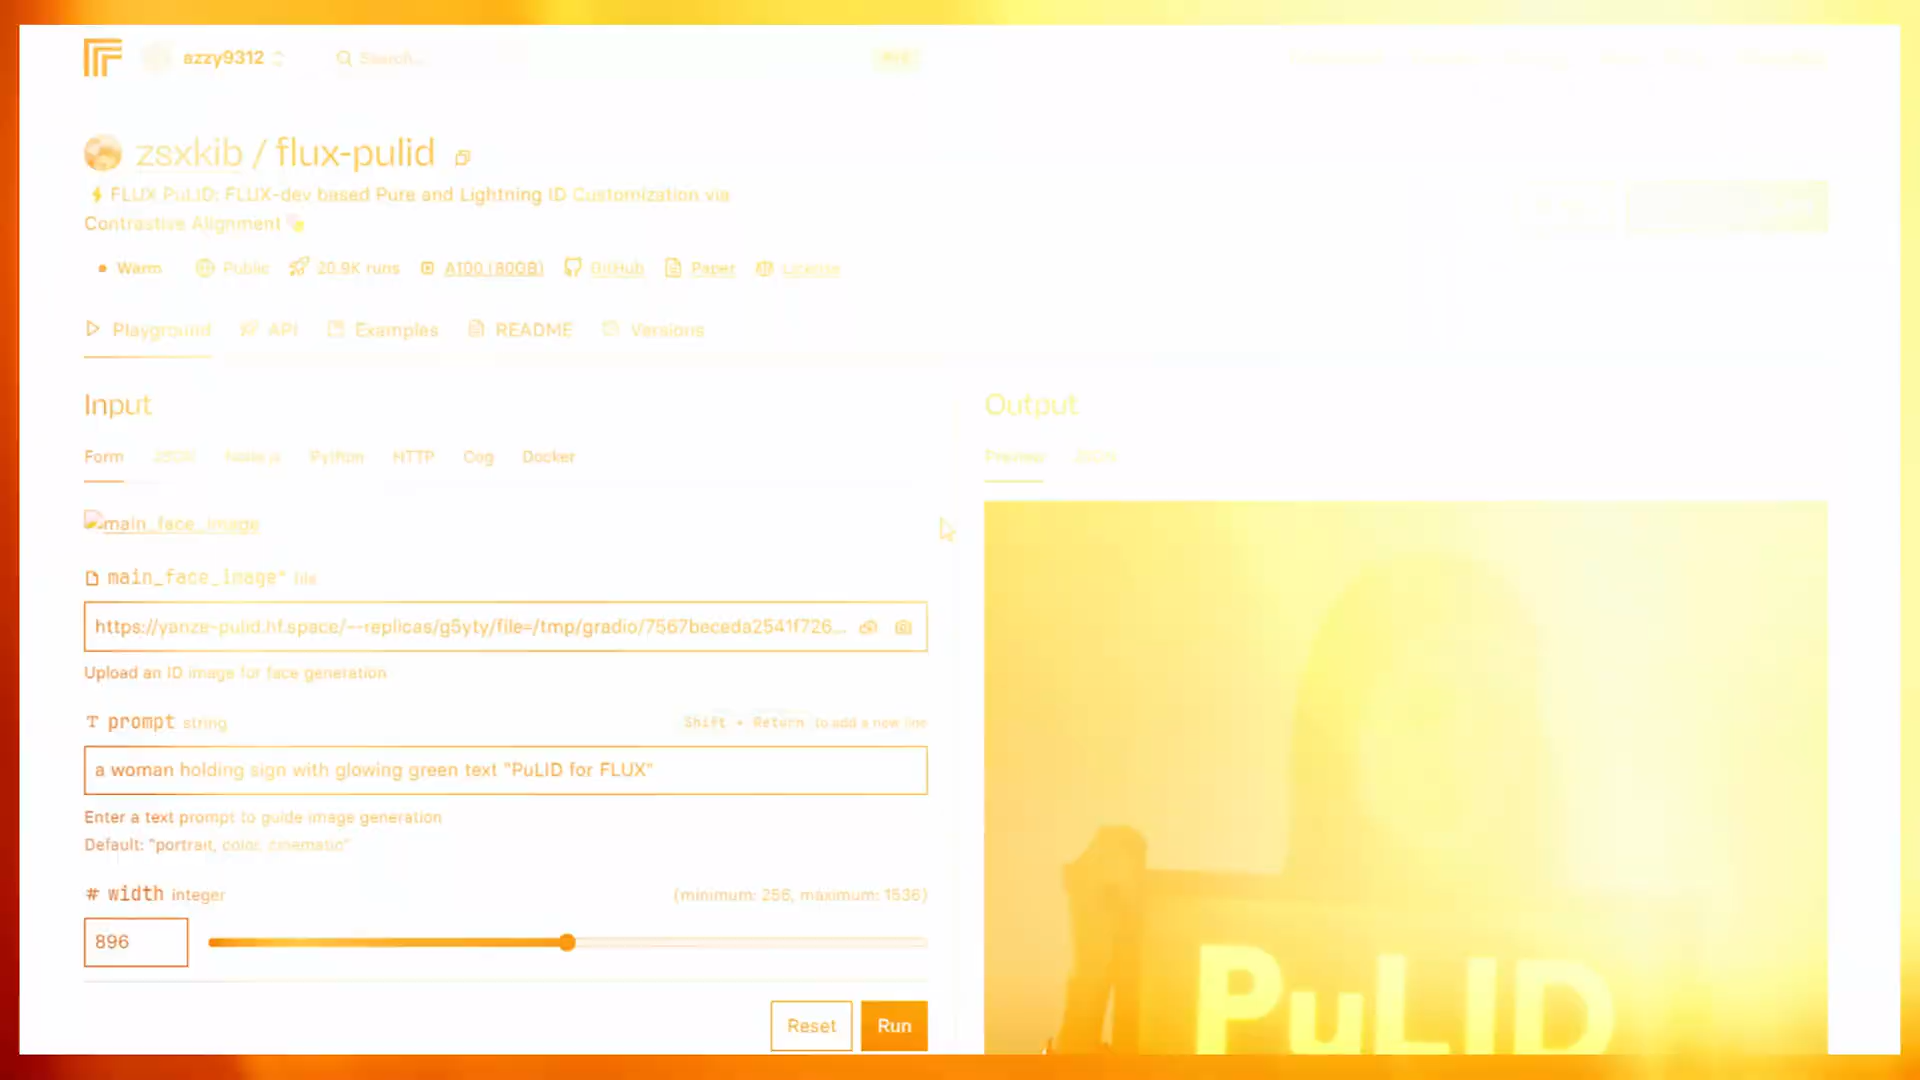 azzy9312
Search...
zsxkib / flux-pulid
FLUX PuLID: FLUX-dev based Pure and Lightning ID Customization via
Contrastive Alignment
Warm Public 20.9K runs A100 (80GB) GitHub Paper License
Playground API Examples README Versions
Input
Form JSON Node.js Python HTTP Cog Docker
main_face_image
main_face_image* file
https://yanze-pulid.hf.space/--replicas/g5yty/file=/tmp/gradio/7567beceda2541f726...
Upload an ID image for face generation
prompt string Shift + Return to add a new line
a woman holding sign with glowing green text "PuLID for FLUX"
Enter a text prompt to guide image generation
Default: "portrait, color, cinematic"
# width integer (minimum: 256, maximum: 1536)
896
Reset Run
Output
Preview JSON
PuLID